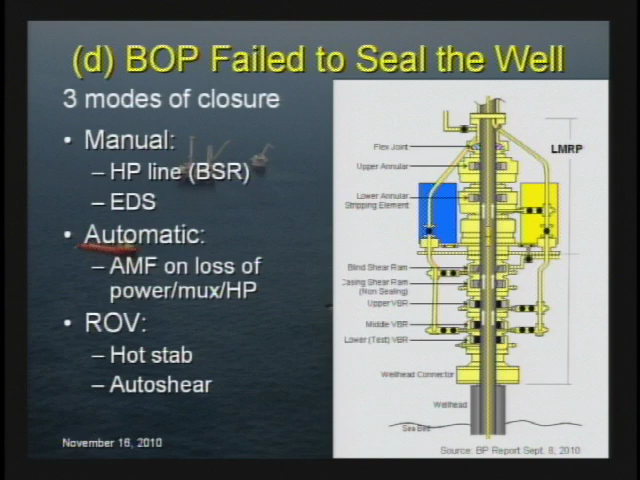 (d) BOP Failed to Seal the Well
3 modes of closure
• Manual:
– HP line (BSR)
– EDS
• Automatic:
– AMF on loss of
power/mux/HP
• ROV:
– Hot stab
– Autoshear
November 16, 2010
LMRP
Flex Joint
Upper Annular
Lower Annular
Stripping Element
Blind Shear Ram
Casing Shear Ram
(Non Sealing)
Upper VBR
Middle VBR
Lower (Test) VBR
Wellhead Connector
Wellhead
Sea Bed
Source: BP Report Sept. 8, 2010